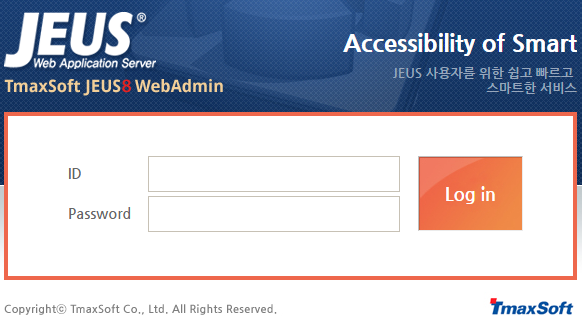 JEUS®
Web Application Server
TmaxSoft JEUS8 WebAdmin
Accessibility of Smart
JEUS 사용자를 위한 쉽고 빠르고
스마트한 서비스
ID
Password
Log in
Copyright© TmaxSoft Co., Ltd. All Rights Reserved.
TmaxSoft